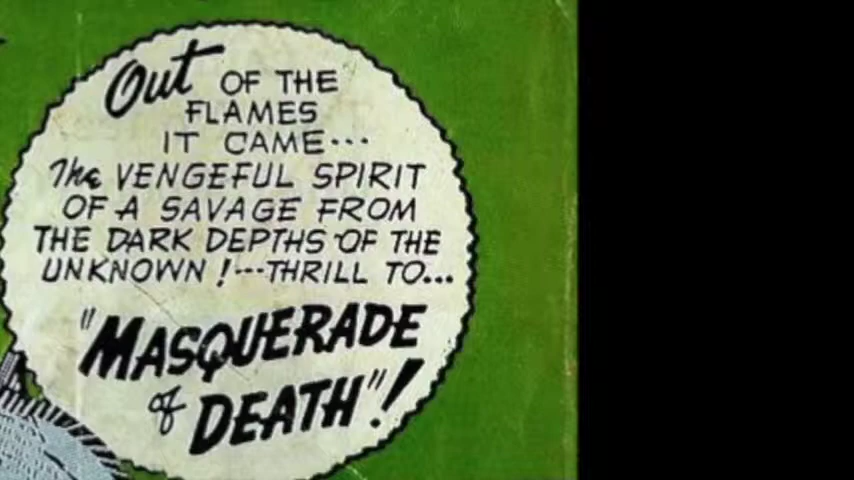 Out OF THE
FLAMES
IT CAME...
The VENGEFUL SPIRIT
OF A SAVAGE FROM
THE DARK DEPTHS OF THE
UNKNOWN!...THRILL TO...
"MASQUERADE
of DEATH"!